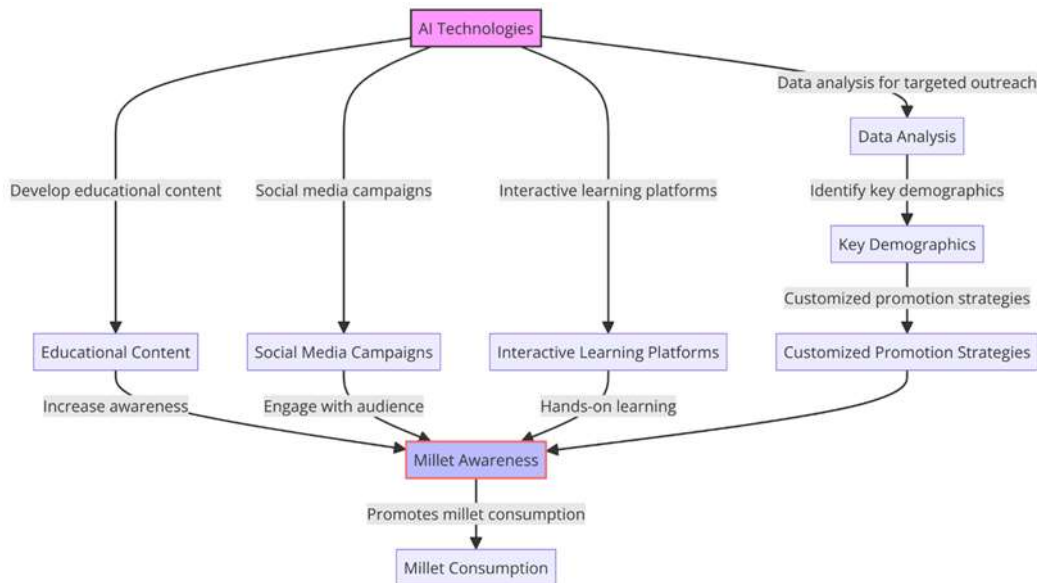 AI Technologies
Data analysis for targeted outreach
Data Analysis
Develop educational content
Social media campaigns
Interactive learning platforms
Identify key demographics
Key Demographics
Customized promotion strategies
Educational Content
Social Media Campaigns
Interactive Learning Platforms
Customized Promotion Strategies
Increase awareness
Engage with audience
Hands-on learning
Millet Awareness
Promotes millet consumption
Millet Consumption